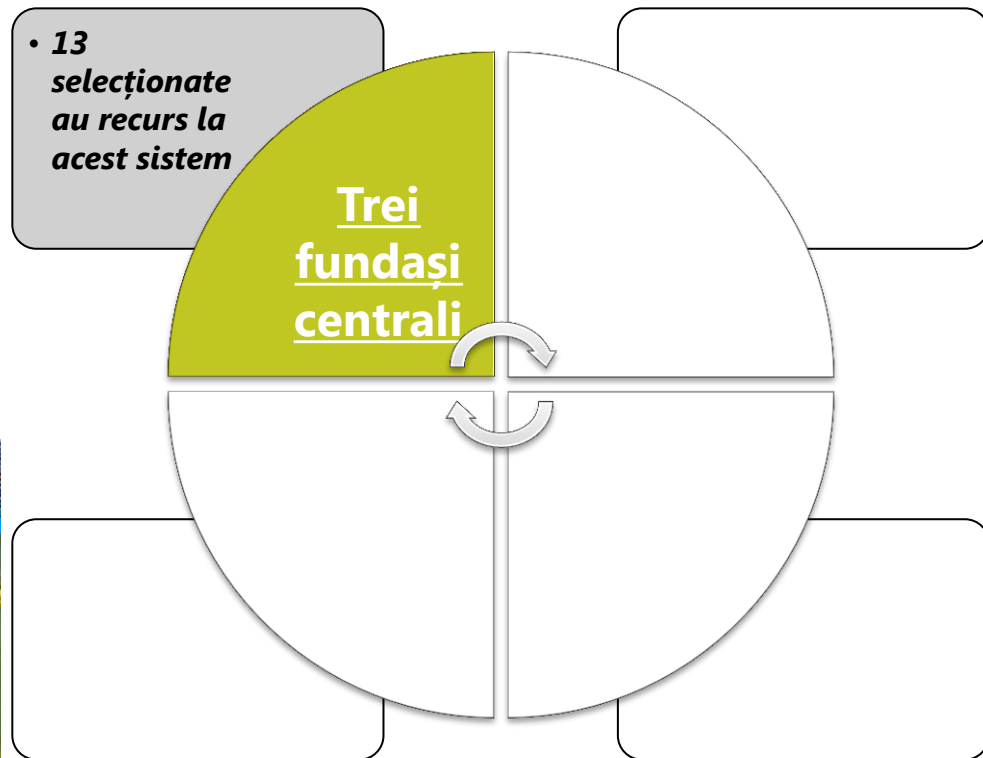 • 13
selecționate
au recurs la
acest sistem
Trei
fundași
centrali